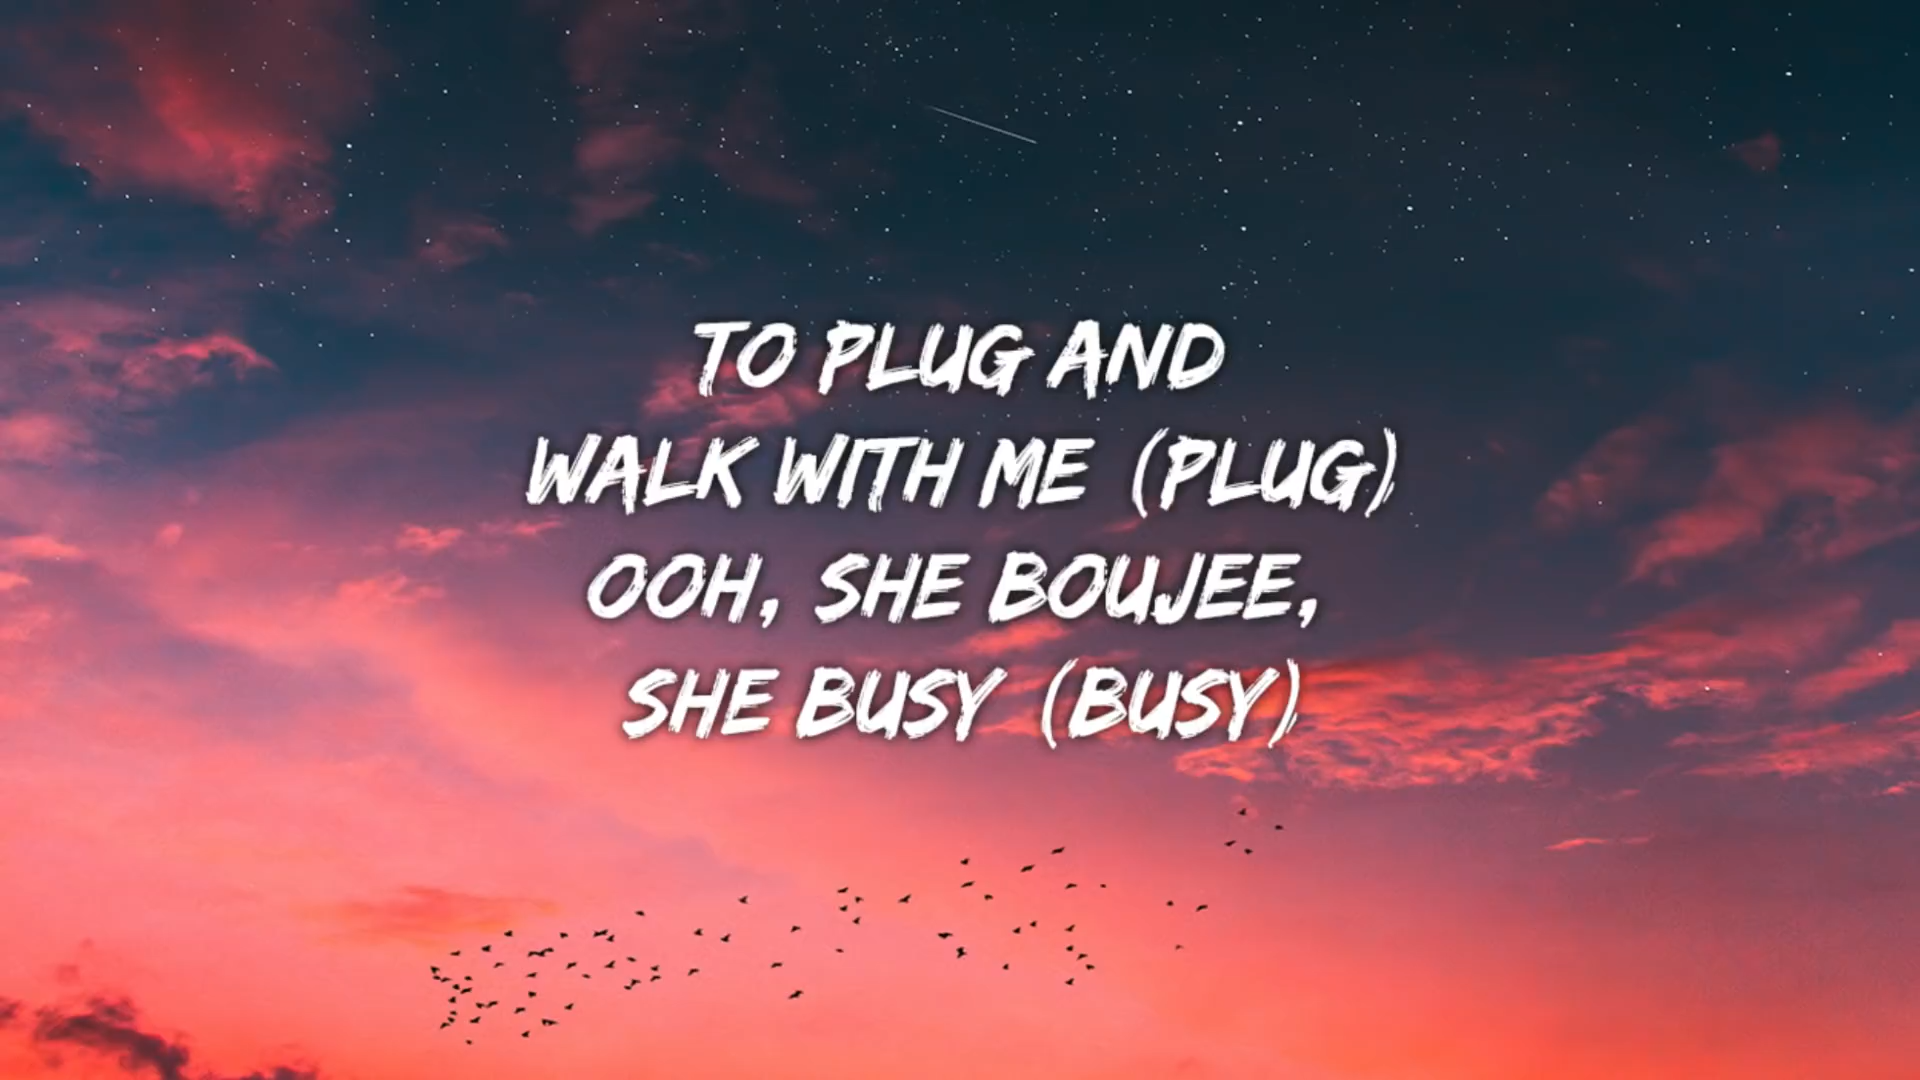 TO PLUG AND
WALK WITH ME (PLUG)
OOH, SHE BOUJEE,
SHE BUSY (BUSY)